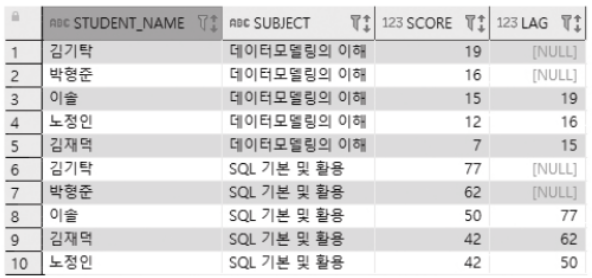 ABC STUDENT_NAME ABC SUBJECT 123 SCORE 123 LAG
1 김기탁 데이터모델링의 이해 19 [NULL]
2 박형준 데이터모델링의 이해 16 [NULL]
3 이솔 데이터모델링의 이해 15 19
4 노정인 데이터모델링의 이해 12 16
5 김재덕 데이터모델링의 이해 7 15
6 김기탁 SQL 기본 및 활용 77 [NULL]
7 박형준 SQL 기본 및 활용 62 [NULL]
8 이솔 SQL 기본 및 활용 50 77
9 김재덕 SQL 기본 및 활용 42 62
10 노정인 SQL 기본 및 활용 42 50